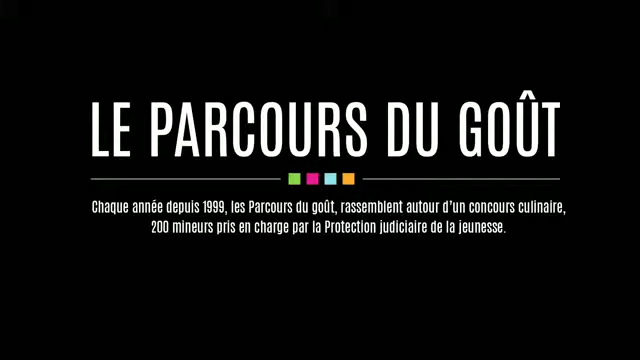 LE PARCOURS DU GOÛT
Chaque année depuis 1999, les Parcours du goût, rassemblent autour d'un concours culinaire,
200 mineurs pris en charge par la Protection judiciaire de la jeunesse.